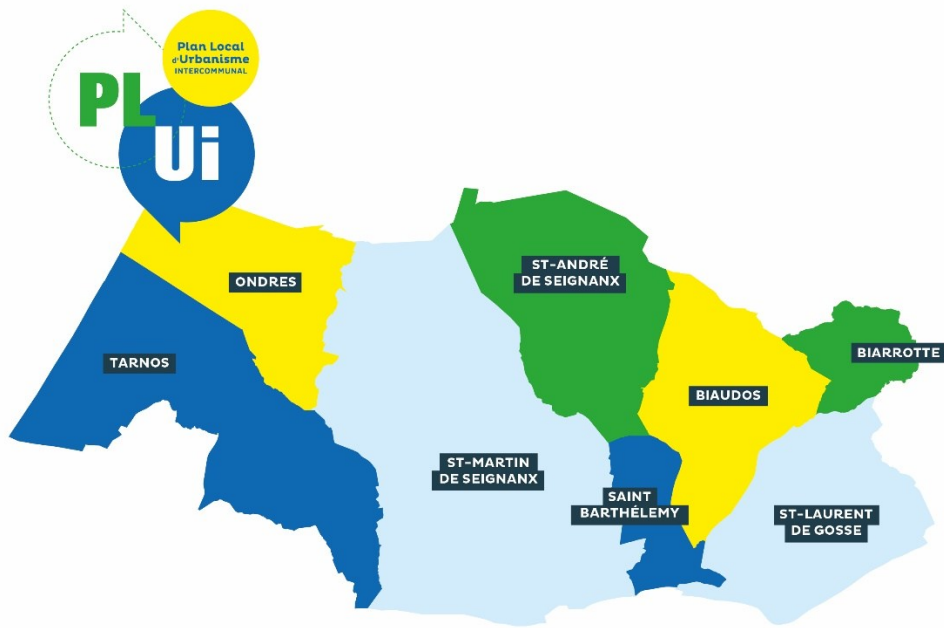 Plan Local
d'Urbanisme
INTERCOMMUNAL
PL
Ui
ONDRES
ST-ANDRÉ
DE SEIGNANX
TARNOS
BIARROTTE
BIAUDOS
ST-MARTIN
DE SEIGNANX
SAINT
BARTHÉLEMY
ST-LAURENT
DE GOSSE